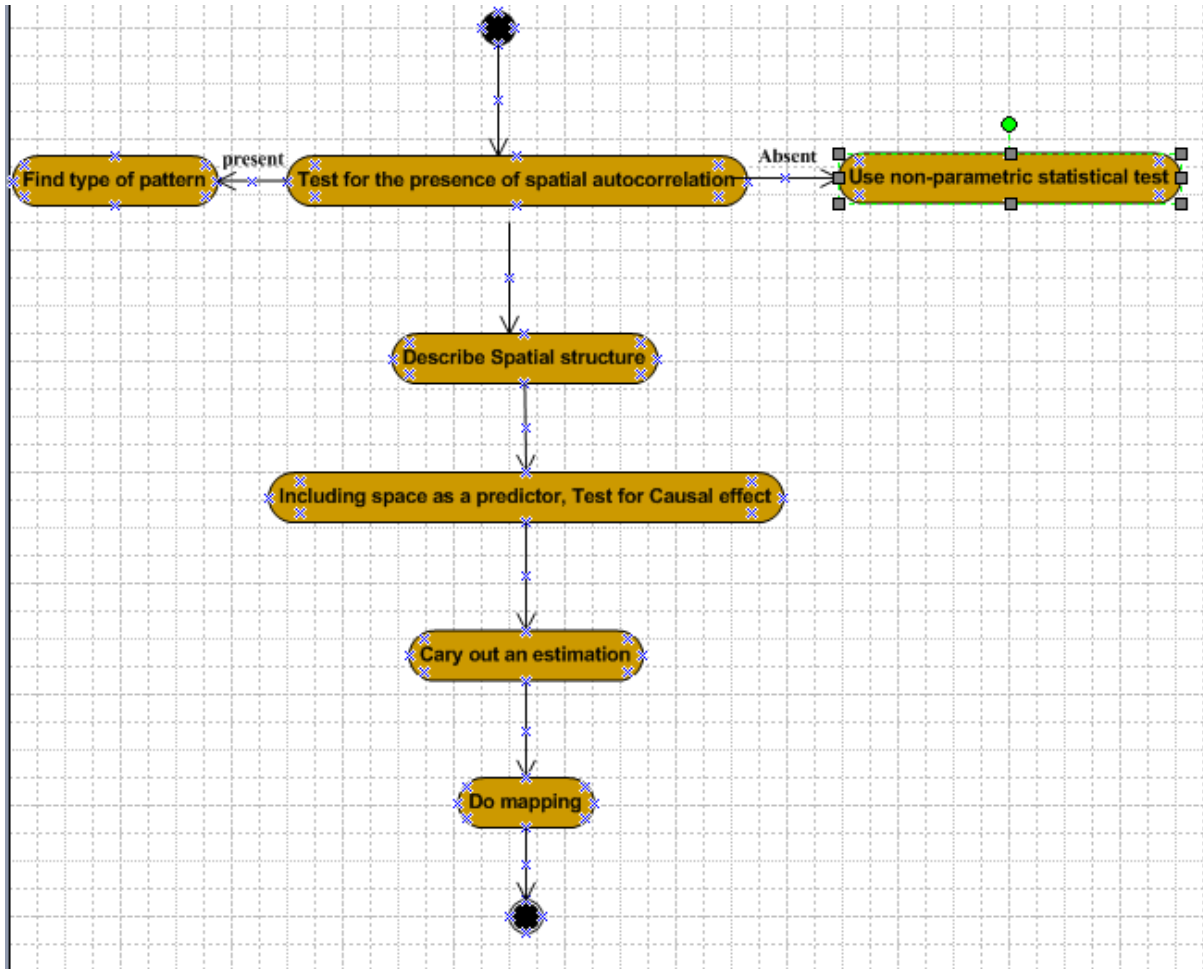 present
Absent
Find type of pattern
Test for the presence of spatial autocorrelation
Use non-parametric statistical test
Describe Spatial structure
Including space as a predictor, Test for Causal effect
Cary out an estimation
Do mapping